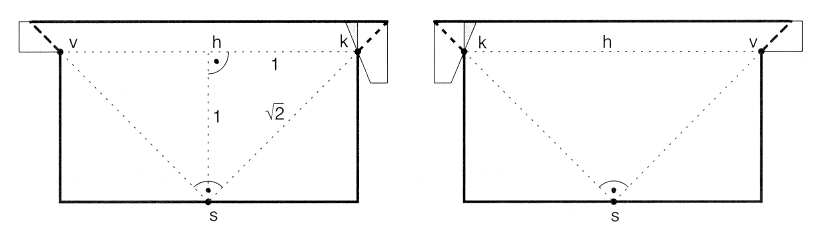 v h k
1
1 √2
s
k h v
s